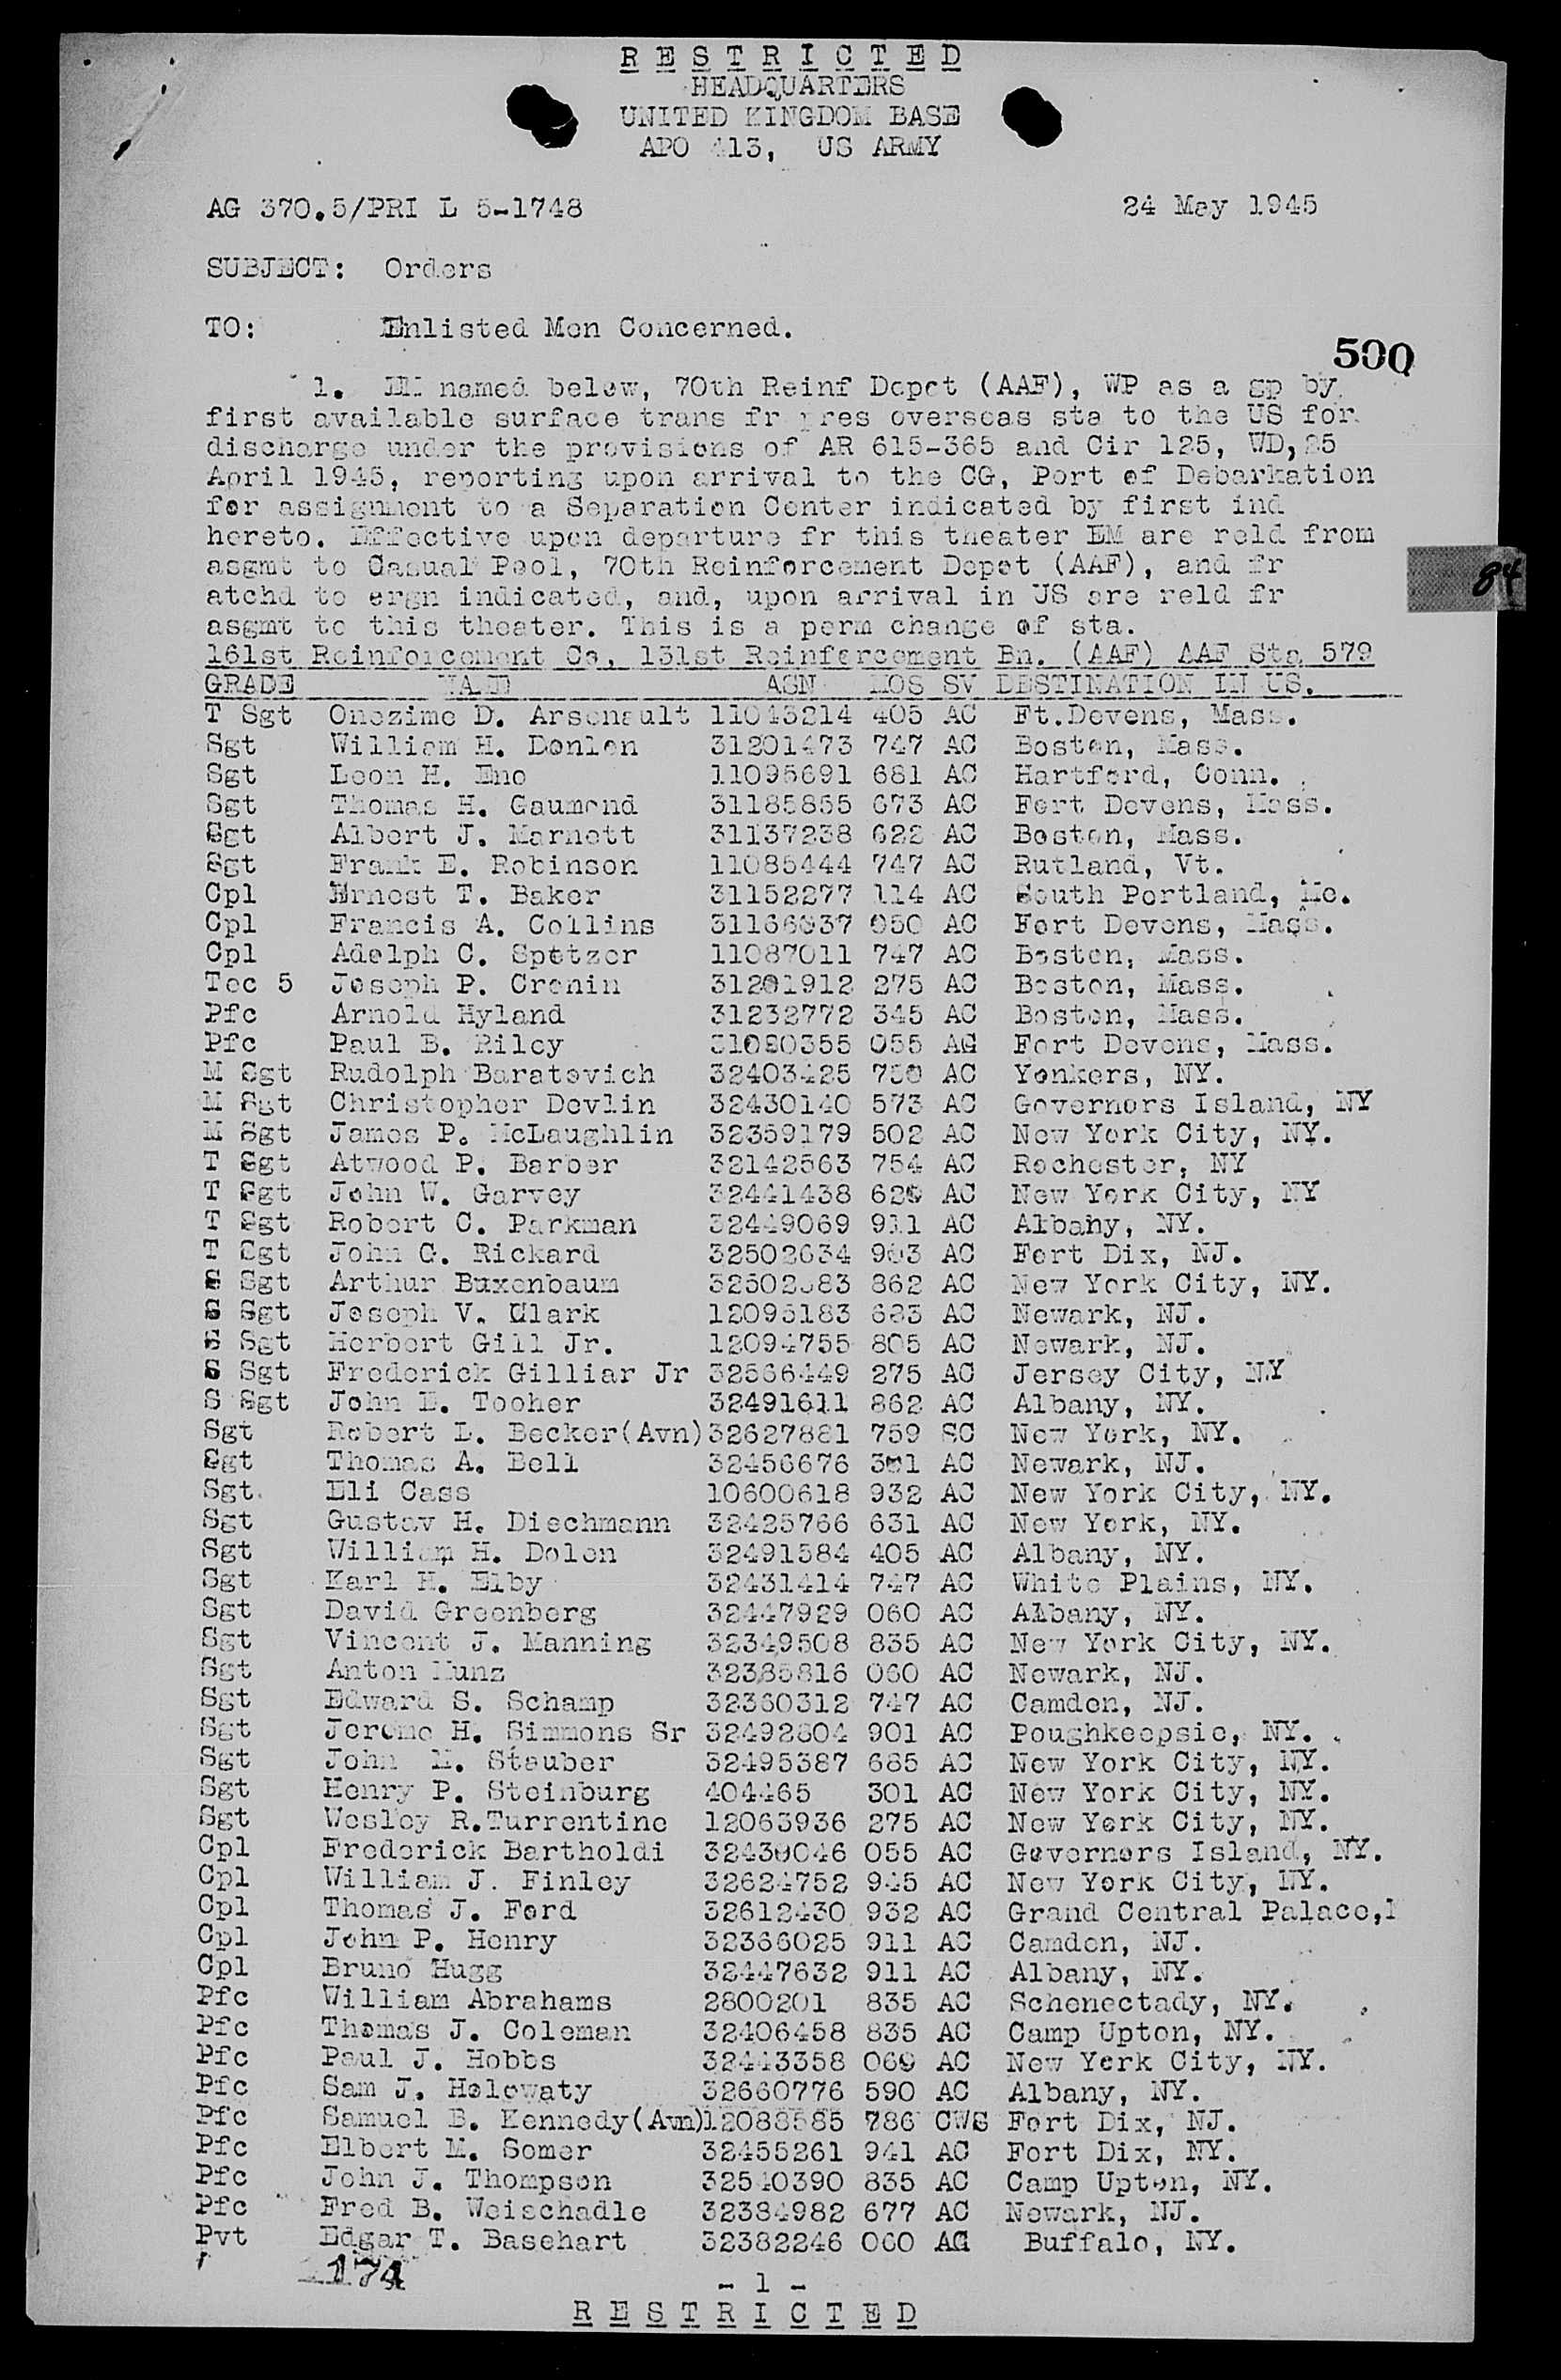 R E S T R I C T E D
HEADQUARTERS
UNITED KINGDOM BASE
APO 413, US ARMY
AG 370.5/PRI L 5-1748 24 May 1945
SUBJECT: Orders
TO: Enlisted Men Concerned.
500
1. EM named below, 70th Reinf Depot (AAF), WP as a gp by
first available surface trans fr pres overseas sta to the US for
discharge under the provisions of AR 615-365 and Cir 125, WD, 25
April 1945, reporting upon arrival to the CG, Port of Debarkation
for assignment to a Separation Center indicated by first ind
hereto. Effective upon departure fr this theater EM are reld from
asgmt to Casual Pool, 70th Reinforcement Depot (AAF), and fr
84
atchd to orgn indicated, and, upon arrival in US are reld fr
asgmt to this theater. This is a perm change of sta.
161st Reinforcement Co, 131st Reinforcement Bn. (AAF) AAF Sta 579
GRADE NAME ASN MOS SV DESTINATION IN US.
T Sgt Onezime D. Arsenault 11043214 405 AC Ft.Devens, Mass.
Sgt William H. Donlon 31201473 747 AC Boston, Mass.
Sgt Leon H. Eno 11095691 681 AC Hartford, Conn.
Sgt Thomas H. Gaumond 31185855 673 AC Fort Devens, Mass.
Sgt Albert J. Marnett 31137238 622 AC Boston, Mass.
Sgt Frank E. Robinson 11085444 747 AC Rutland, Vt.
Cpl Ernest T. Baker 31152277 114 AC South Portland, Me.
Cpl Francis A. Collins 31166037 050 AC Fort Devens, Mass.
Cpl Adolph C. Spetzer 11087011 747 AC Boston, Mass.
Tec 5 Joseph P. Cronin 31201912 275 AC Boston, Mass.
Pfc Arnold Hyland 31232772 345 AC Boston, Mass.
Pfc Paul B. Riley 31020355 055 AC Fort Devens, Mass.
M Sgt Rudolph Baratovich 32403425 750 AC Yonkers, NY.
M Sgt Christopher Devlin 32430140 573 AC Governors Island, NY
M Sgt James P. McLaughlin 32359179 502 AC New York City, NY.
T Sgt Atwood P. Barber 32142563 754 AC Rochester, NY
T Sgt John W. Garvey 32441438 620 AC New York City, NY
T Sgt Robert C. Parkman 32449069 911 AC Albany, NY.
T Sgt John G. Rickard 32502634 903 AC Fort Dix, NJ.
S Sgt Arthur Buxenbaum 862 AC New York City, NY.
S Sgt Joseph V. Clark 12095183 683 AC Newark, NJ.
S Sgt Herbert Gill Jr. 12094755 805 AC Newark, NJ.
S Sgt Frederick Gilliar Jr 32566449 275 AC Jersey City, NY
S Sgt John E. Tooher 32491611 862 AC Albany, NY.
Sgt Robert L. Becker(Avn) 32627881 759 SC New York, NY.
Sgt Thomas A. Bell 32456676 AC Newark, NJ.
Sgt. Eli Cass 10600618 932 AC New York City, NY.
Sgt Gustav H. Diechmann 32425766 631 AC New York, NY.
Sgt William H. Dolen 32491584 405 AC Albany, NY.
Sgt Karl H. Elby 32431414 747 AC White Plains, NY.
Sgt David Greenberg 32447929 060 AC Albany, NY.
Sgt Vincent J. Manning 32349508 835 AC New York City, NY.
Sgt Anton Munz 32385816 060 AC Newark, NJ.
Sgt Edward S. Schamp 32360312 747 AC Camden, NJ.
Sgt Jerome H. Simmons Sr 32492804 901 AC Poughkeepsie, NY.
Sgt John M. Stauber 32495387 685 AC New York City, NY.
Sgt Henry P. Steinburg 404465 301 AC New York City, NY.
Sgt Wesley R.Turrentine 12063936 275 AC New York City, NY.
Cpl Frederick Bartholdi 32430046 055 AC Governors Island, NY.
Cpl William J. Finley 32624752 945 AC New York City, NY.
Cpl Thomas J. Ford 32612430 932 AC Grand Central Palace,
Cpl John P. Henry 32366025 911 AC Camden, NJ.
Cpl Bruno Hugg 32447632 911 AC Albany, NY.
Pfc William Abrahams 2800201 835 AC Schenectady, NY.
Pfc Thomas J. Coleman 32406458 835 AC Camp Upton, NY.
Pfc Paul J. Hobbs 32443358 060 AC New York City, NY.
Pfc Sam J. Holowaty 32660776 590 AC Albany, NY.
Pfc Samuel B. Kennedy(Avn)12088585 786 CWS Fort Dix, NJ.
Pfc Elbert M. Somer 32455261 941 AC Fort Dix, NY.
Pfc John J. Thompson 32540390 835 AC Camp Upton, NY.
Pfc Fred B. Weischadle 32384982 677 AC Newark, NJ.
Pvt Edgar T. Basehart 32382246 060 AC Buffalo, NY.
174
- 1 -
R E S T R I C T E D